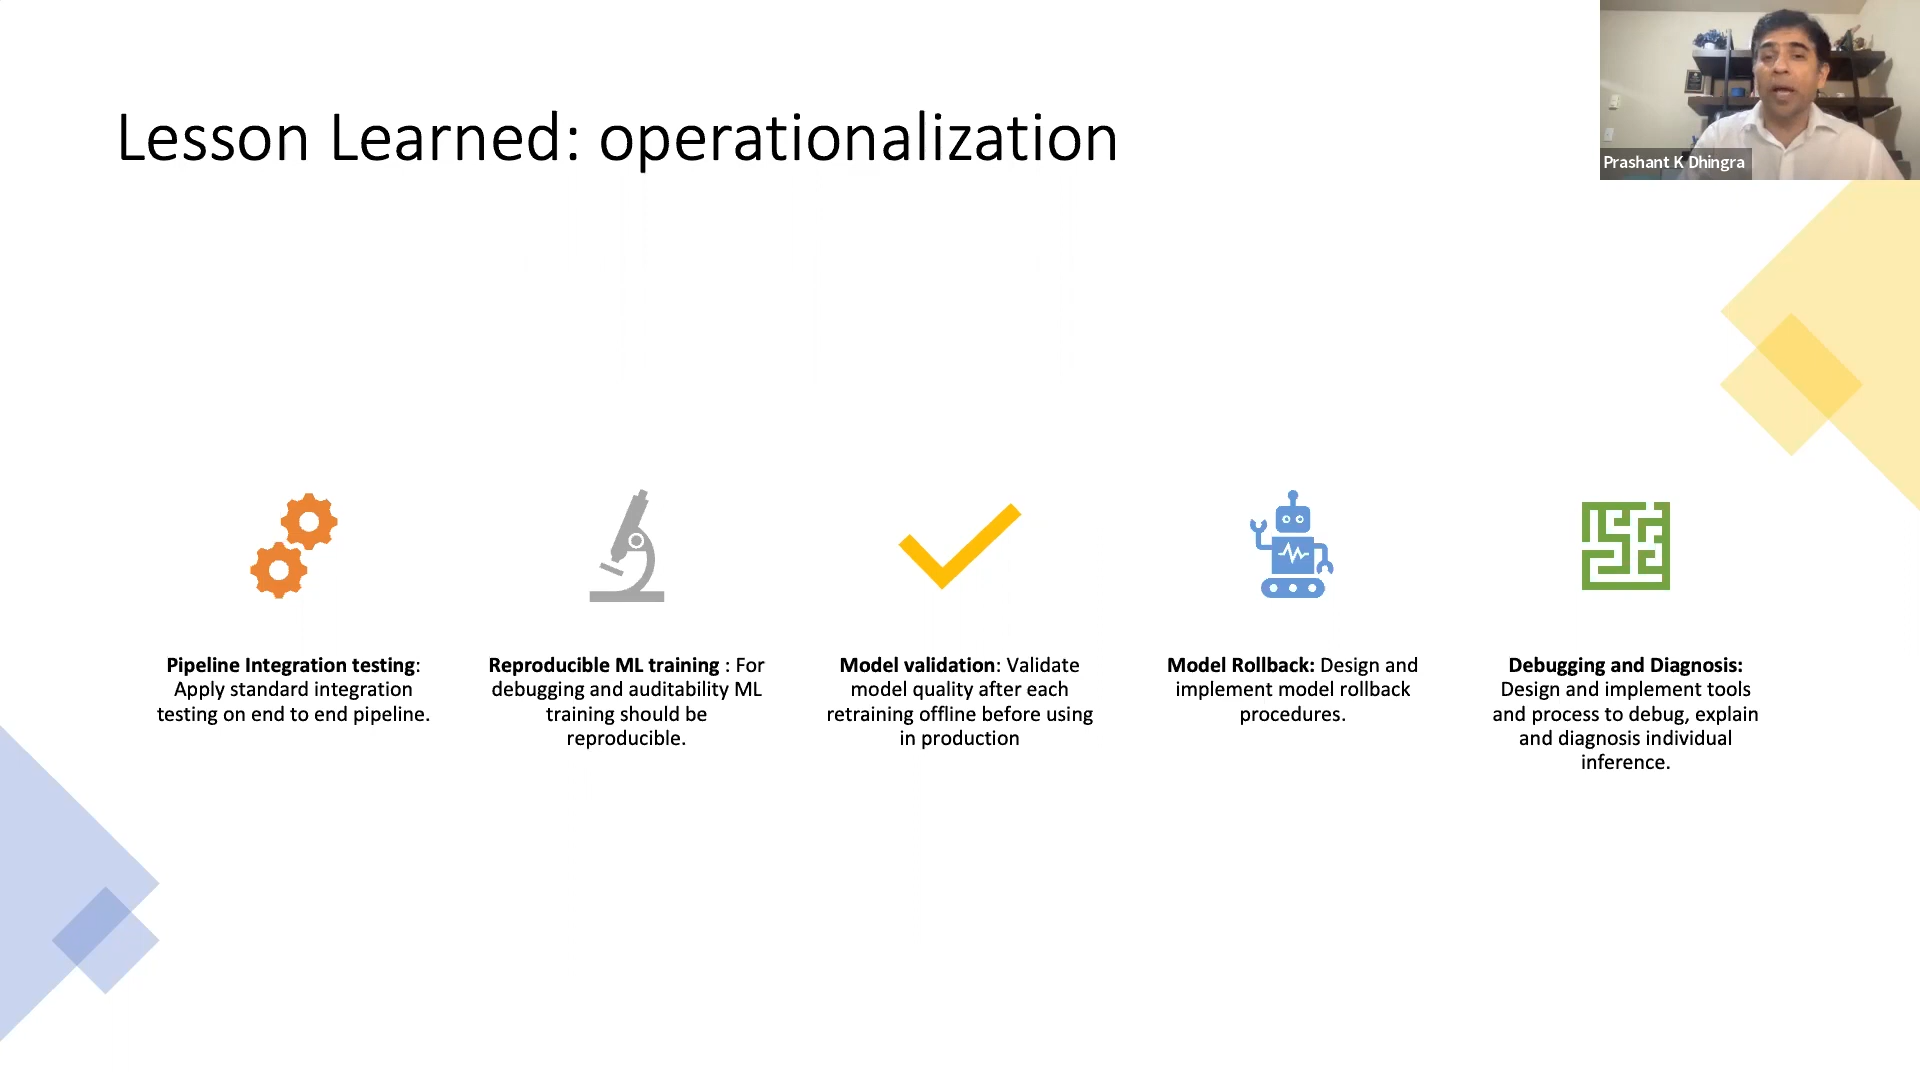 Lesson Learned: operationalization
Prashant K Dhingra
Pipeline Integration testing:
Apply standard integration
testing on end to end pipeline.
Reproducible ML training : For
debugging and auditability ML
training should be
reproducible.
Model validation: Validate
model quality after each
retraining offline before using
in production
Model Rollback: Design and
implement model rollback
procedures.
Debugging and Diagnosis:
Design and implement tools
and process to debug, explain
and diagnosis individual
inference.